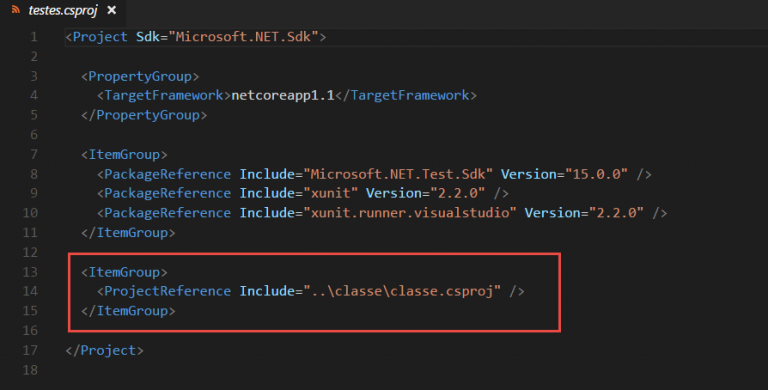 testes.csproj
1 <Project Sdk="Microsoft.NET.Sdk">
2
3 <PropertyGroup>
4 <TargetFramework>netcoreapp1.1</TargetFramework>
5 </PropertyGroup>
6
7 <ItemGroup>
8 <PackageReference Include="Microsoft.NET.Test.Sdk" Version="15.0.0" />
9 <PackageReference Include="xunit" Version="2.2.0" />
10 <PackageReference Include="xunit.runner.visualstudio" Version="2.2.0" />
11 </ItemGroup>
12
13 <ItemGroup>
14 <ProjectReference Include="..\classe\classe.csproj" />
15 </ItemGroup>
16
17 </Project>
18